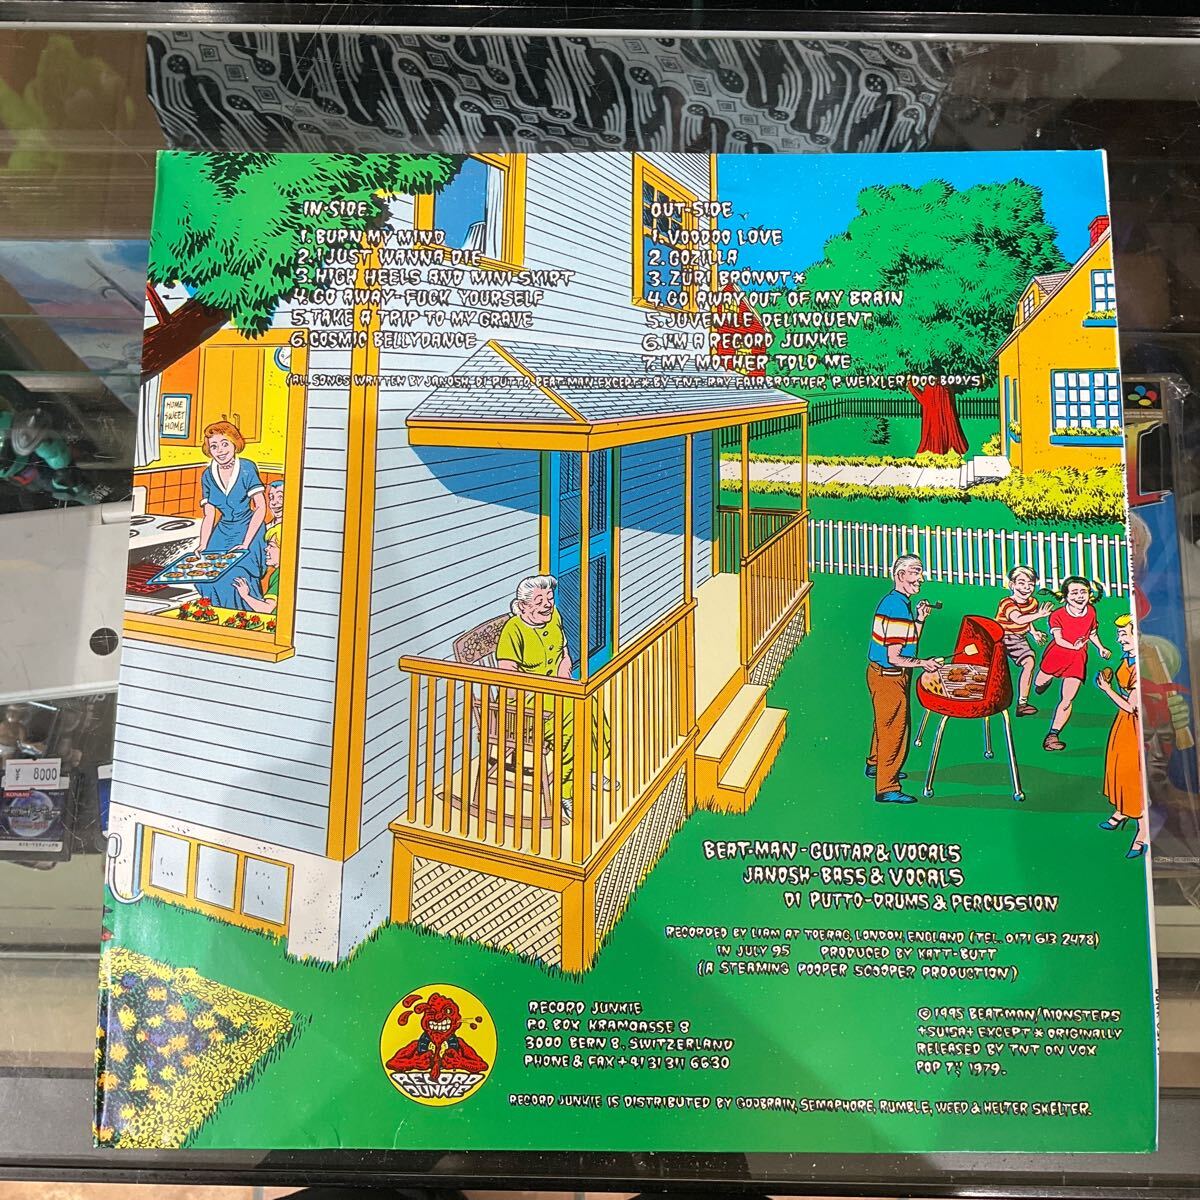 IN-SIDE
1. BURN MY MIND
2. I JUST WANNA DIE
3. HIGH HEELS AND MINI-SKIRT
4. GO AWAY-FUCK YOURSELF
5. TAKE A TRIP TO MY GRAVE
6. COSMIC BELLYDANCE
OUT-SIDE
1. VOODOO LOVE
2. GOZILLA
3. ZÜRI BRÖNNT*
4. GO AWAY OUT OF MY BRAIN
5. JUVENILE DELINQUENT
6. I'M A RECORD JUNKIE
7. MY MOTHER TOLD ME
(ALL SONGS WRITTEN BY JANOSH, DI PUTTO, BEAT-MAN EXCEPT * BY T.N.T. RAY FAIRBROTHER, P. WEIXLER/DOC BOOYS)
HOME
SWEET
HOME
BEAT-MAN-GUITAR & VOCALS
JANOSH-BASS & VOCALS
DI PUTTO-DRUMS & PERCUSSION
RECORDED BY LIAM AT TOERAG, LONDON, ENGLAND (TEL. 0171 613 2478)
IN JULY 95 PRODUCED BY KATT-BUTT
(A STEAMING POOPER SCOOPER PRODUCTION)
RECORD JUNKIE
P.O. BOX KRAMGASSE 8
3000 BERN 8, SWITZERLAND
PHONE & FAX +41 31 311 6630
© 1995 BEAT-MAN/MONSTERS
+SUISA+ EXCEPT * ORIGINALLY
RELEASED BY TNT ON VOX
POP 7", 1979.
RECORD JUNKIE
RECORD JUNKIE IS DISTRIBUTED BY GODBRAIN, SEMAPHORE, RUMBLE, WEED & HELTER SKELTER.
¥ 8000
KONAMI